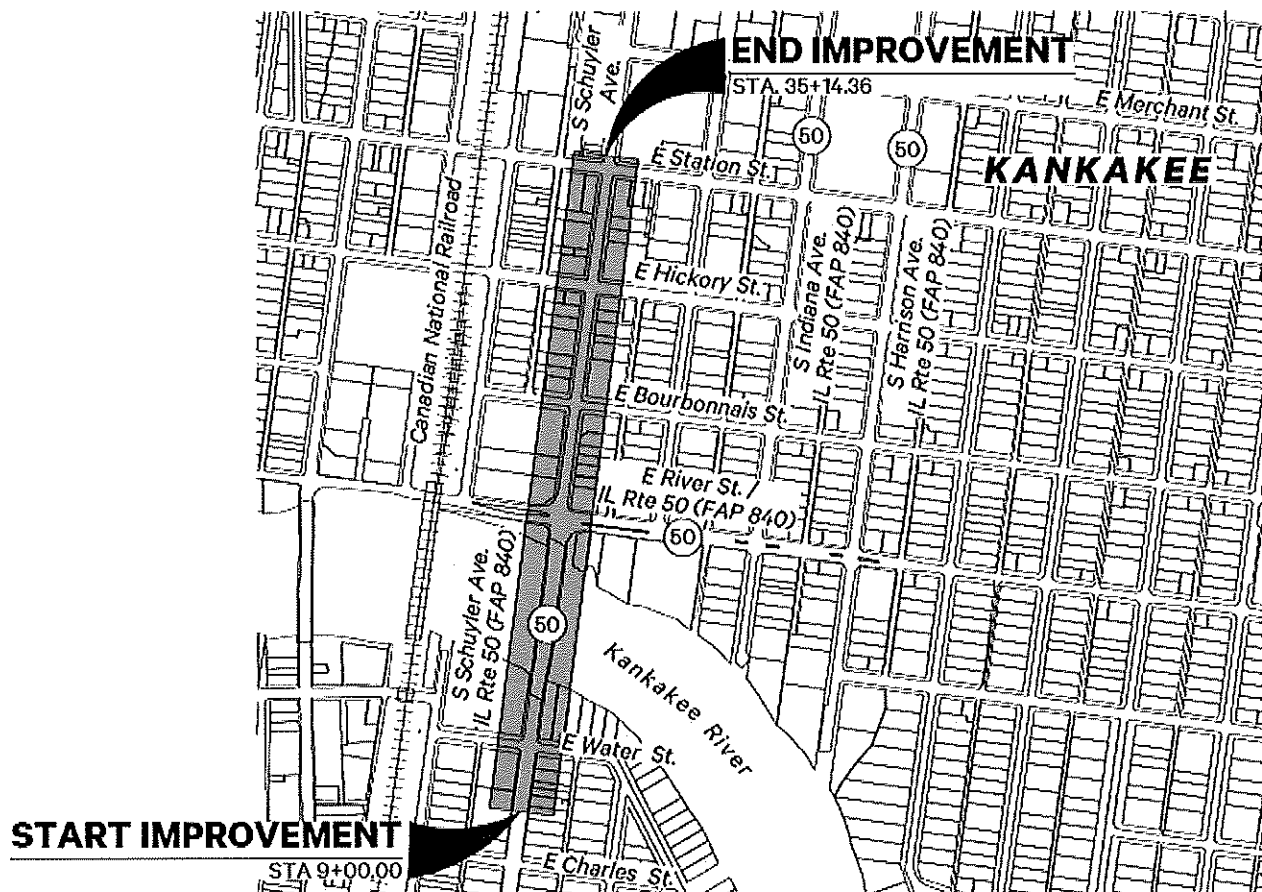 S Schuyler
Ave.
END IMPROVEMENT
STA. 35+14.36
E Merchant St.
50
50
KANKAKEE
E Station St.
Canadian National Railroad
E Hickory St.
S Indiana Ave.
IL Rte 50 (FAP 840)
S Harrison Ave.
IL Rte 50 (FAP 840)
E Bourbonnais St.
E River St. /
IL Rte 50 (FAP 840)
50
S Schuyler Ave.
IL Rte 50 (FAP 840)
50
Kankakee River
E Water St.
START IMPROVEMENT
STA 9+00.00
E Charles St.